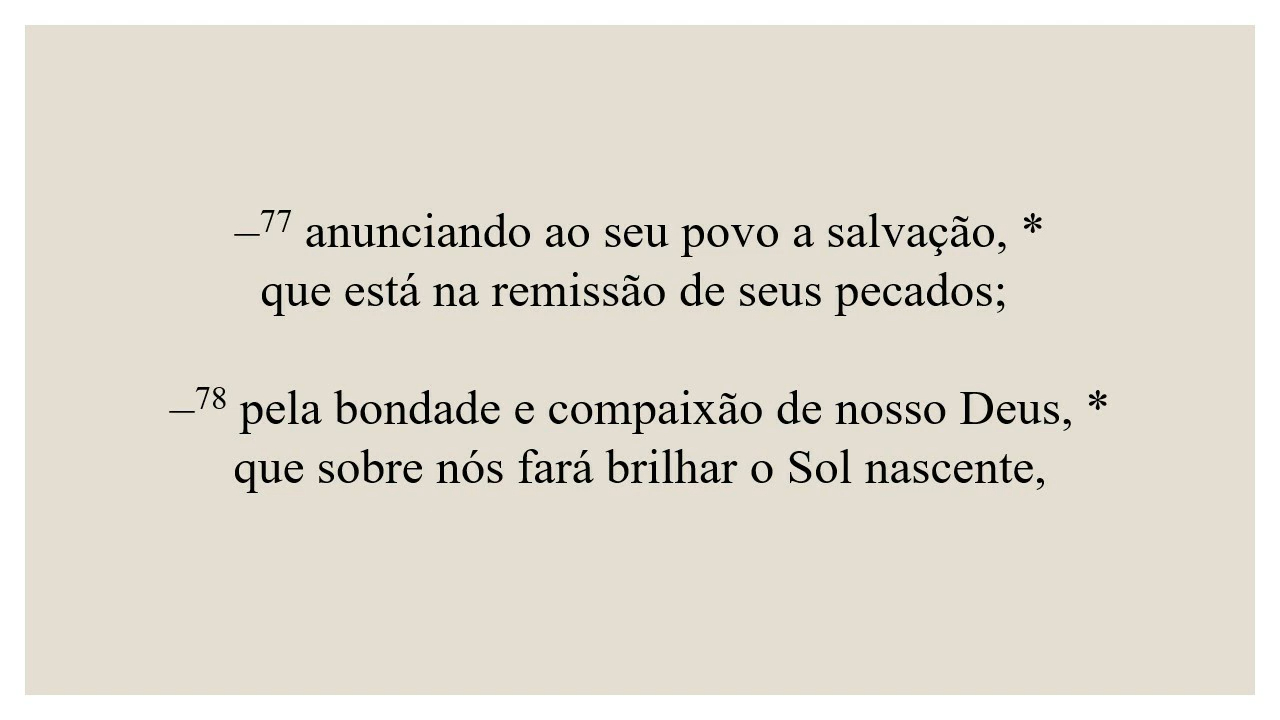 –77 anunciando ao seu povo a salvação, *
que está na remissão de seus pecados;
–78 pela bondade e compaixão de nosso Deus, *
que sobre nós fará brilhar o Sol nascente,